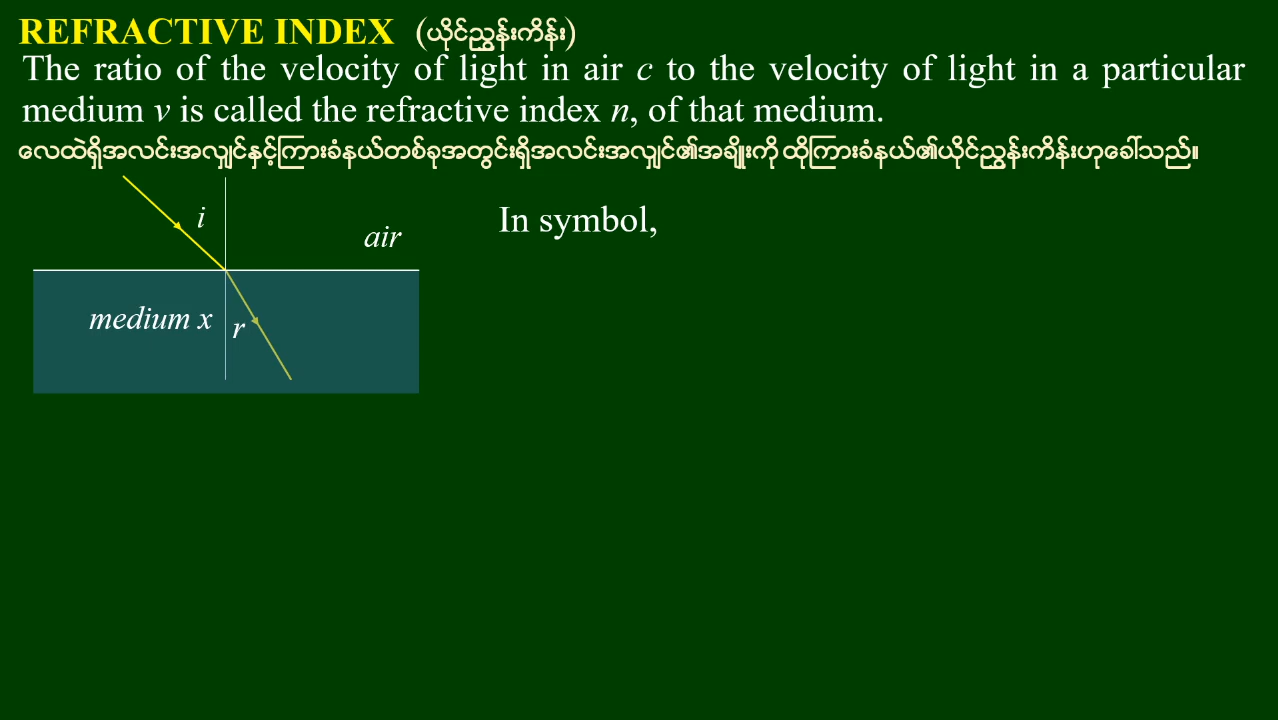 REFRACTIVE INDEX (ယိုင်ညွှန်းကိန်း)
The ratio of the velocity of light in air c to the velocity of light in a particular
medium v is called the refractive index n, of that medium.
လေထဲရှိအလင်းအလျှင်နှင့်ကြားခံနယ်တစ်ခုအတွင်းရှိအလင်းအလျှင်၏အချိုးကို ထိုကြားခံနယ်၏ယိုင်ညွှန်းကိန်းဟုခေါ်သည်။
i
In symbol,
air
medium x
r